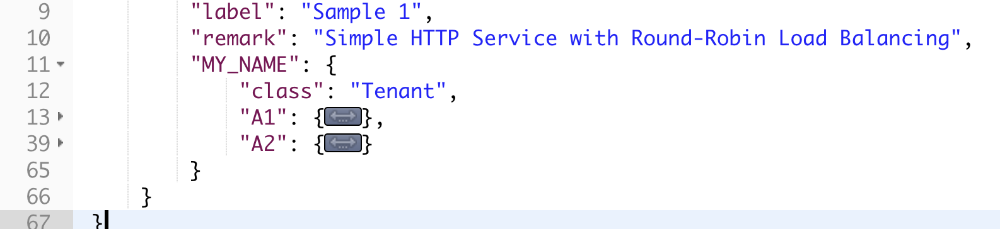 9 "label": "Sample 1",
10 "remark": "Simple HTTP Service with Round-Robin Load Balancing",
11 "MY_NAME": {
12 "class": "Tenant",
13 "A1": {...},
39 "A2": {...}
65 }
66 }
67 }